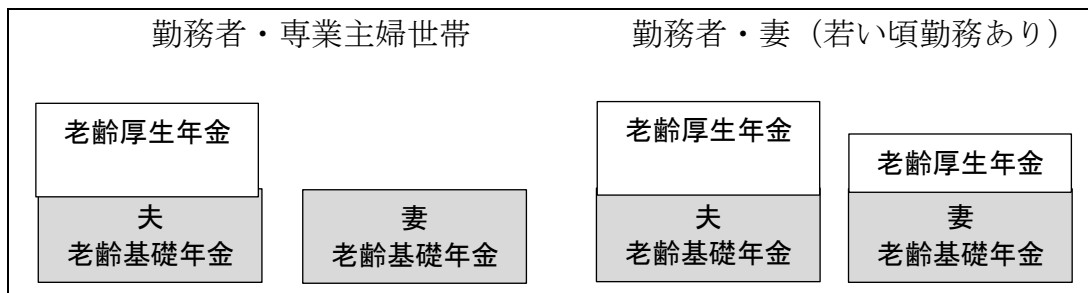 勤務者・専業主婦世帯
老齢厚生年金
夫
老齢基礎年金
妻
老齢基礎年金
勤務者・妻（若い頃勤務あり）
老齢厚生年金
夫
老齢基礎年金
老齢厚生年金
妻
老齢基礎年金